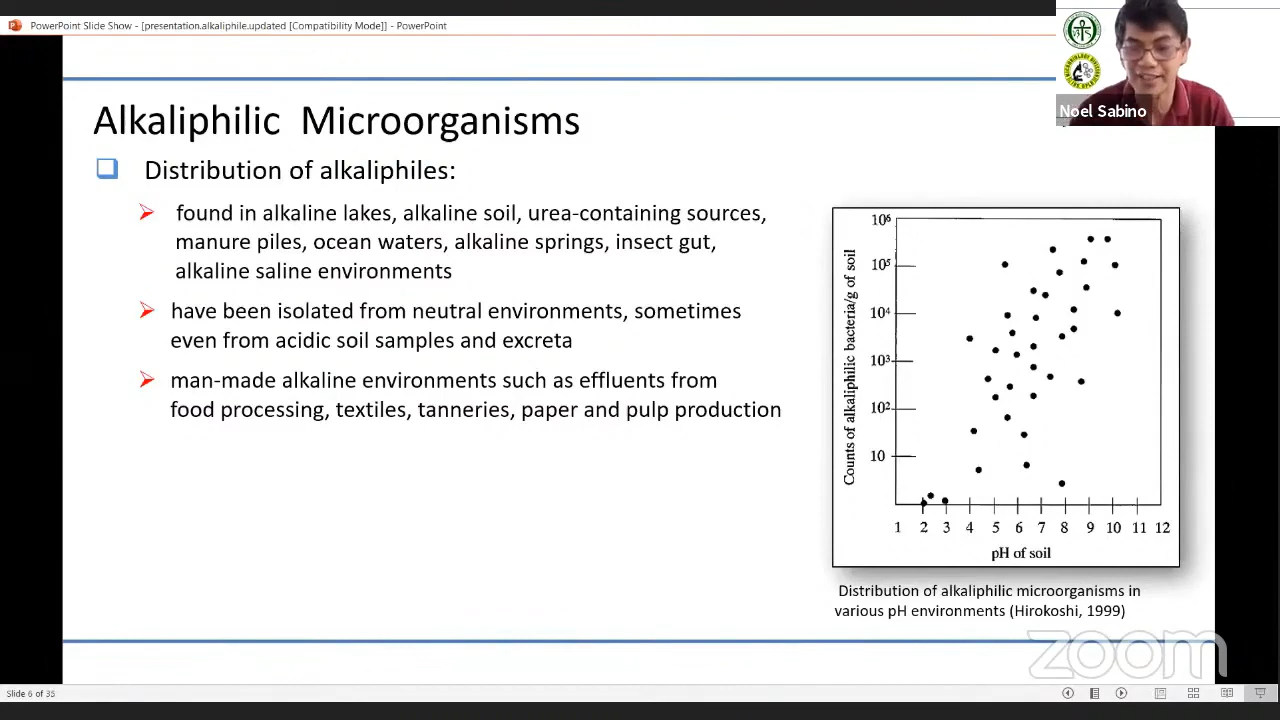 PowerPoint Slide Show - [presentation.alkaliphile.updated [Compatibility Mode]] - PowerPoint
Noel Sabino
Alkaliphilic Microorganisms
Distribution of alkaliphiles:
found in alkaline lakes, alkaline soil, urea-containing sources,
manure piles, ocean waters, alkaline springs, insect gut,
alkaline saline environments
have been isolated from neutral environments, sometimes
even from acidic soil samples and excreta
man-made alkaline environments such as effluents from
food processing, textiles, tanneries, paper and pulp production
Counts of alkaliphilic bacteria/g of soil
10⁶
10⁵
10⁴
10³
10²
10
1 2 3 4 5 6 7 8 9 10 11 12
pH of soil
Distribution of alkaliphilic microorganisms in
various pH environments (Hirokoshi, 1999)
zoom
Slide 6 of 35